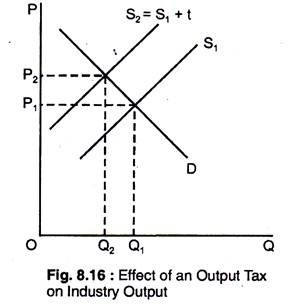 P
S₂ = S₁ + t
S₁
P₂
P₁
D
O
Q₂
Q₁
Q
Fig. 8.16 : Effect of an Output Tax
on Industry Output